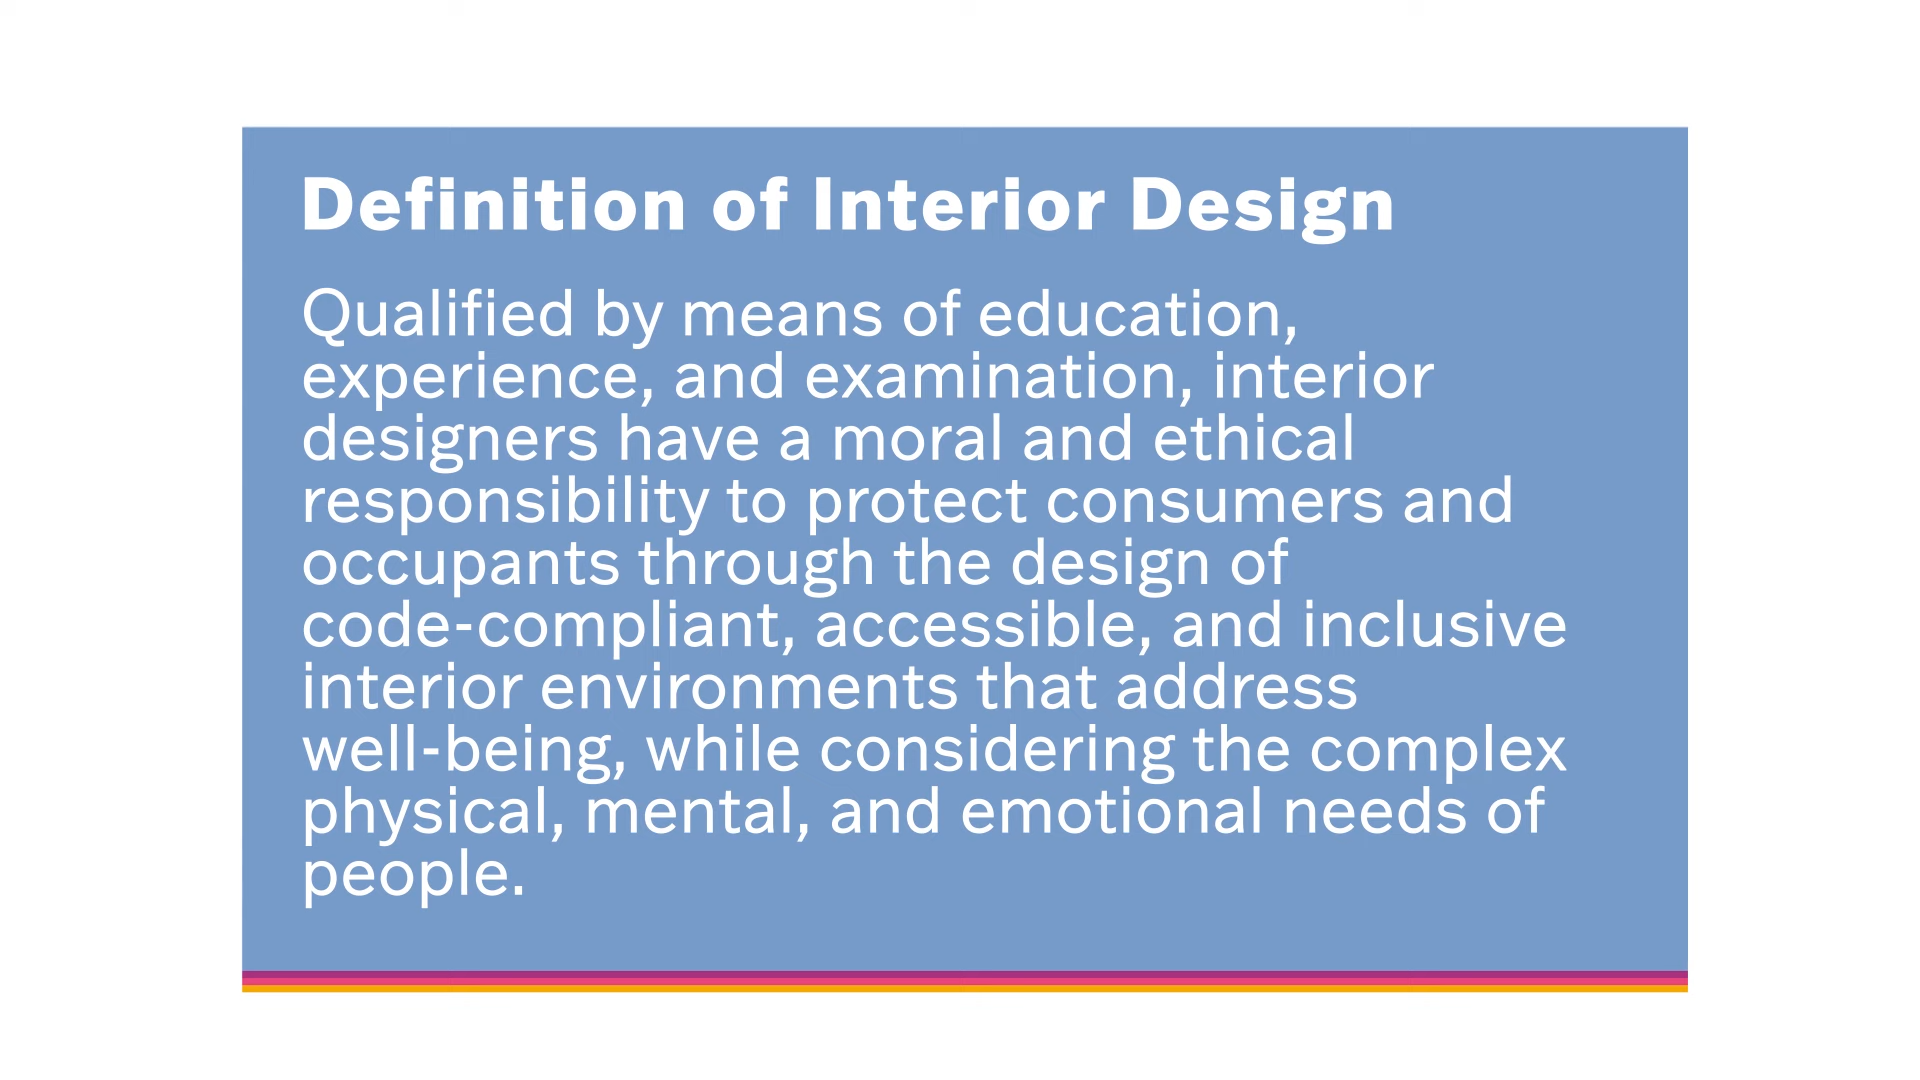 Definition of Interior Design
Qualified by means of education,
experience, and examination, interior
designers have a moral and ethical
responsibility to protect consumers and
occupants through the design of
code-compliant, accessible, and inclusive
interior environments that address
well-being, while considering the complex
physical, mental, and emotional needs of
people.